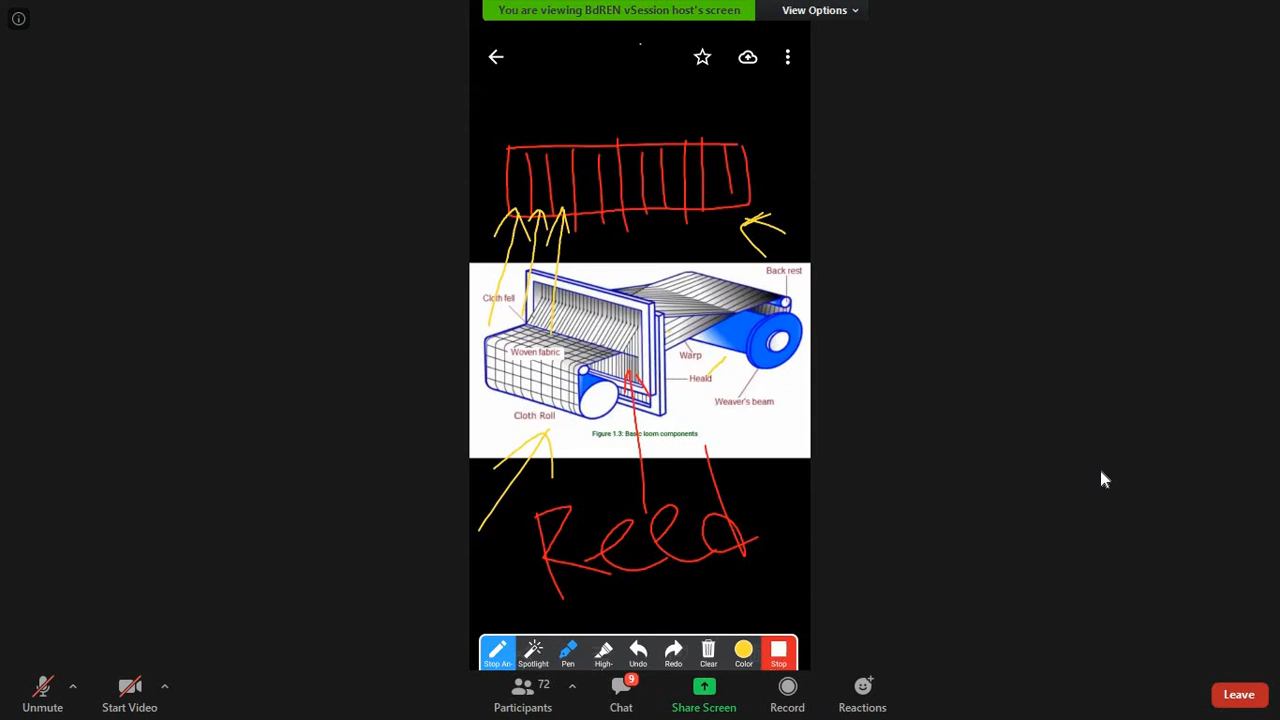 You are viewing BdREN vSession host's screen
View Options
Back rest
Cloth fell
Woven fabric
Warp
Heald
Weaver's beam
Cloth Roll
Figure 1.3: Basic loom components
Reed
Stop An-
Spotlight
Pen
High-
Undo
Redo
Clear
Color
Stop
Unmute
Start Video
72
Participants
9
Chat
Share Screen
Record
Reactions
Leave